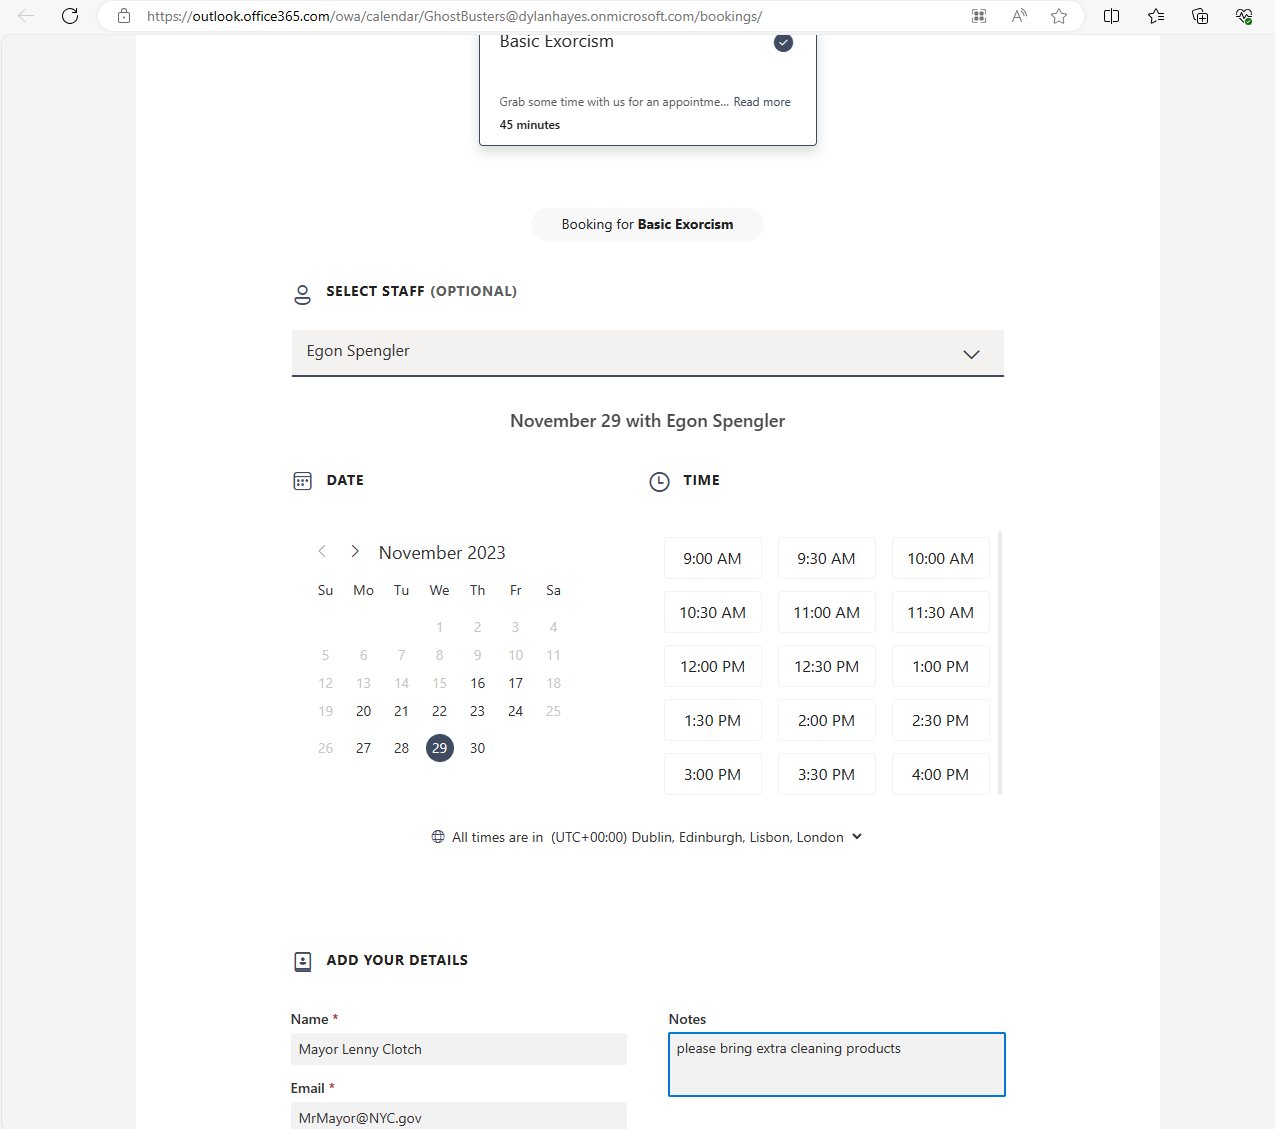 https://outlook.office365.com/owa/calendar/GhostBusters@dylanhayes.onmicrosoft.com/bookings/
Basic Exorcism
Grab some time with us for an appointme... Read more
45 minutes
Booking for Basic Exorcism
SELECT STAFF (OPTIONAL)
Egon Spengler
November 29 with Egon Spengler
DATE
November 2023
Su Mo Tu We Th Fr Sa
1 2 3 4
5 6 7 8 9 10 11
12 13 14 15 16 17 18
19 20 21 22 23 24 25
26 27 28 29 30
TIME
9:00 AM 9:30 AM 10:00 AM
10:30 AM 11:00 AM 11:30 AM
12:00 PM 12:30 PM 1:00 PM
1:30 PM 2:00 PM 2:30 PM
3:00 PM 3:30 PM 4:00 PM
All times are in (UTC+00:00) Dublin, Edinburgh, Lisbon, London
ADD YOUR DETAILS
Name *
Mayor Lenny Clotch
Email *
MrMayor@NYC.gov
Notes
please bring extra cleaning products